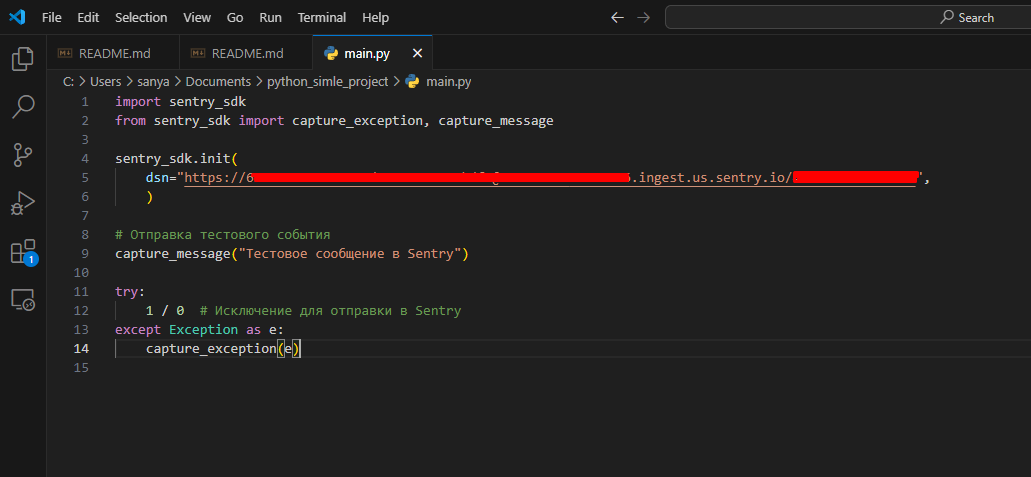 File Edit Selection View Go Run Terminal Help Search
README.md README.md main.py
C: > Users > sanya > Documents > python_simle_project > main.py
1 import sentry_sdk
2 from sentry_sdk import capture_exception, capture_message
3
4 sentry_sdk.init(
5 dsn="https://6 .ingest.us.sentry.io/ ",
6 )
7
8 # Отправка тестового события
9 capture_message("Тестовое сообщение в Sentry")
10
11 try:
12 1 / 0 # Исключение для отправки в Sentry
13 except Exception as e:
14 capture_exception(e)
15
1